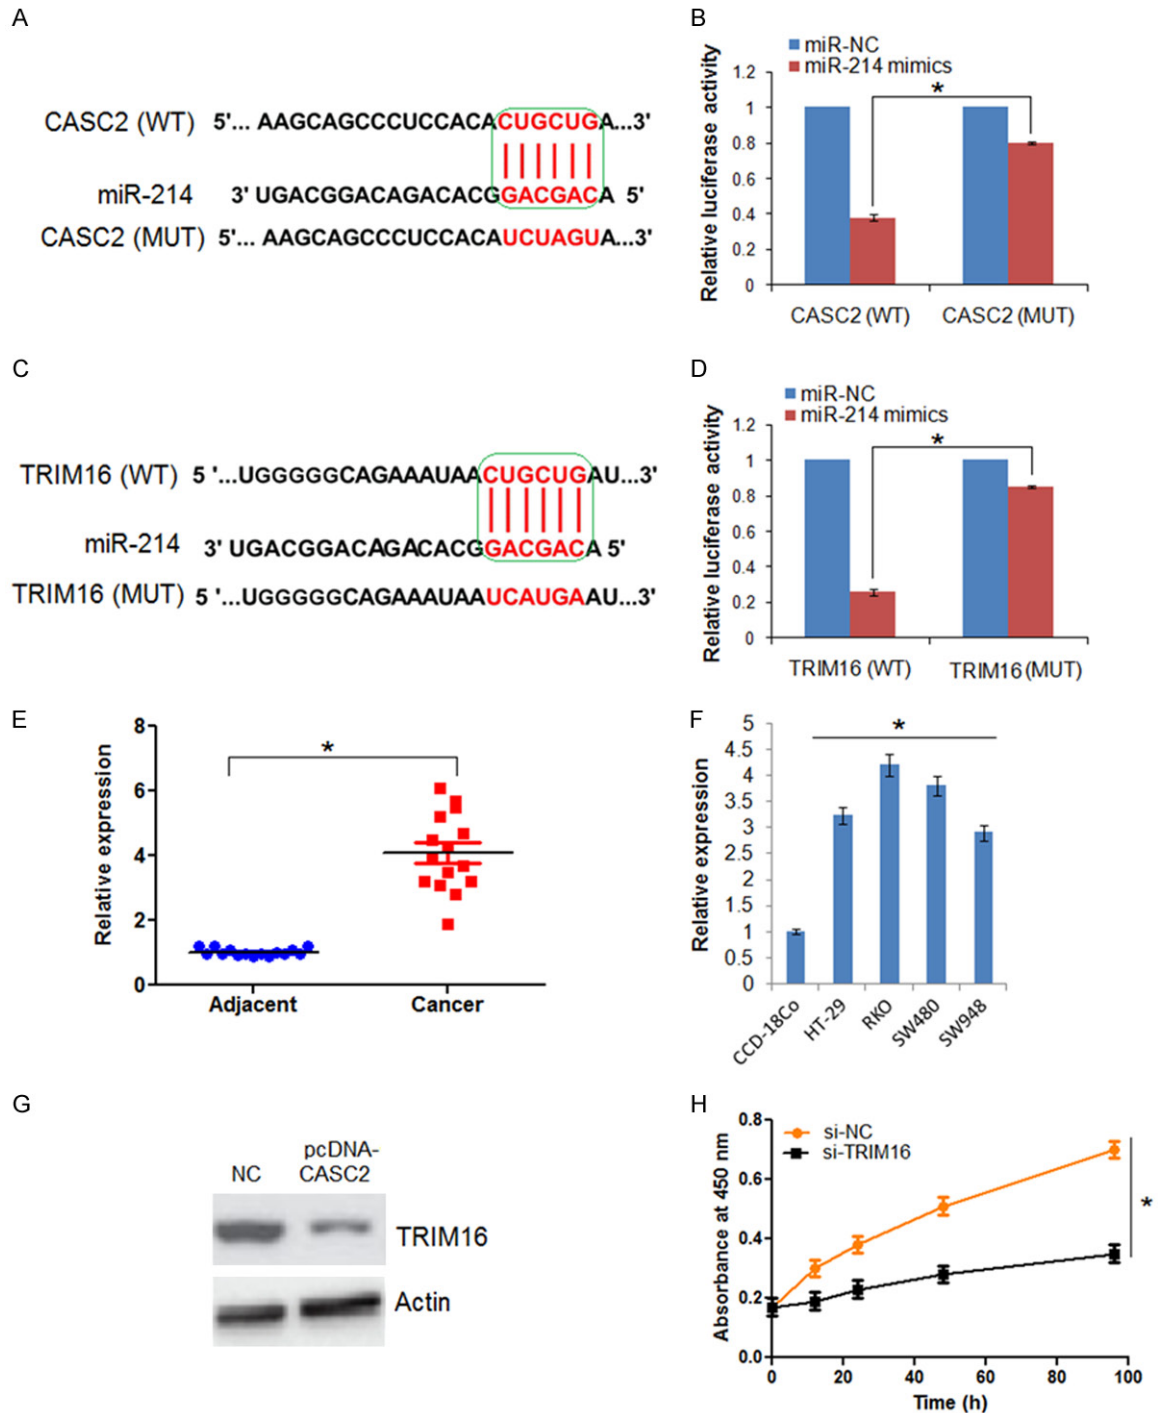 A
CASC2 (WT) 5'... AAGCAGCCCUCCACACUGCUGA...3'
miR-214 3' UGACGGACAGACACGGACGACA 5'
CASC2 (MUT) 5'... AAGCAGCCCUCCACAUCUAGUA...3'
B
miR-NC
miR-214 mimics
Relative luciferase activity
1.2
1
0.8
0.6
0.4
0.2
0
*
CASC2 (WT) CASC2 (MUT)
C
TRIM16 (WT) 5 '...UGGGGGCAGAAAUAACUGCUGAU...3'
miR-214 3' UGACGGACAGACACGGACGACA 5'
TRIM16 (MUT) 5 '...UGGGGGCAGAAAUAAUCAUGAAU...3'
D
miR-NC
miR-214 mimics
Relative luciferase activity
1.2
1
0.8
0.6
0.4
0.2
0
*
TRIM16 (WT) TRIM16 (MUT)
E
Relative expression
8
6
4
2
0
*
Adjacent Cancer
F
Relative expression
5
4.5
4
3.5
3
2.5
2
1.5
1
0.5
0
*
CCD-18Co HT-29 RKO SW480 SW948
G
NC pcDNA-
CASC2
TRIM16
Actin
H
si-NC
si-TRIM16
Absorbance at 450 nm
0.8
0.6
0.4
0.2
0.0
*
0 20 40 60 80 100
Time (h)